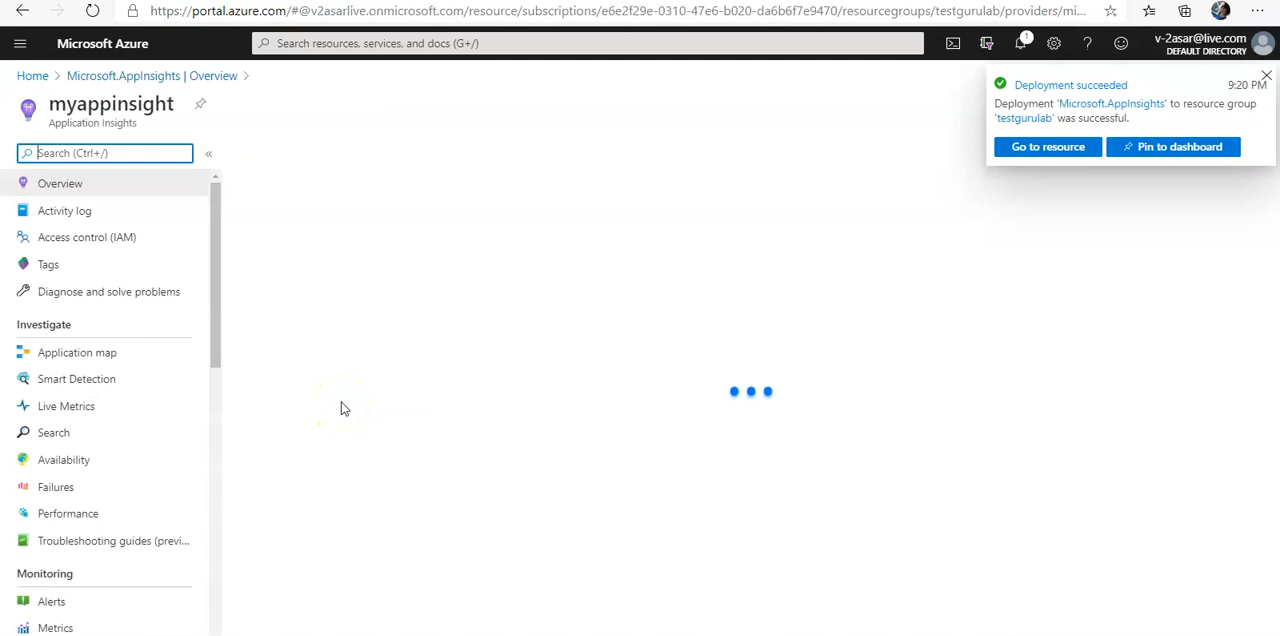 https://portal.azure.com/#@v2asarlive.onmicrosoft.com/resource/subscriptions/e6e2f29e-0310-47e6-b020-da6b6f7e9470/resourcegroups/testgurulab/providers/mi...
Microsoft Azure
Search resources, services, and docs (G+/)
1
v-2asar@live.com
DEFAULT DIRECTORY
Home > Microsoft.AppInsights | Overview >
myappinsight
Application Insights
Deployment succeeded 9:20 PM
Deployment 'Microsoft.AppInsights' to resource group
'testgurulab' was successful.
Go to resource
Pin to dashboard
Search (Ctrl+/)
«
Overview
Activity log
Access control (IAM)
Tags
Diagnose and solve problems
Investigate
Application map
Smart Detection
Live Metrics
Search
Availability
Failures
Performance
Troubleshooting guides (previ...
Monitoring
Alerts
Metrics